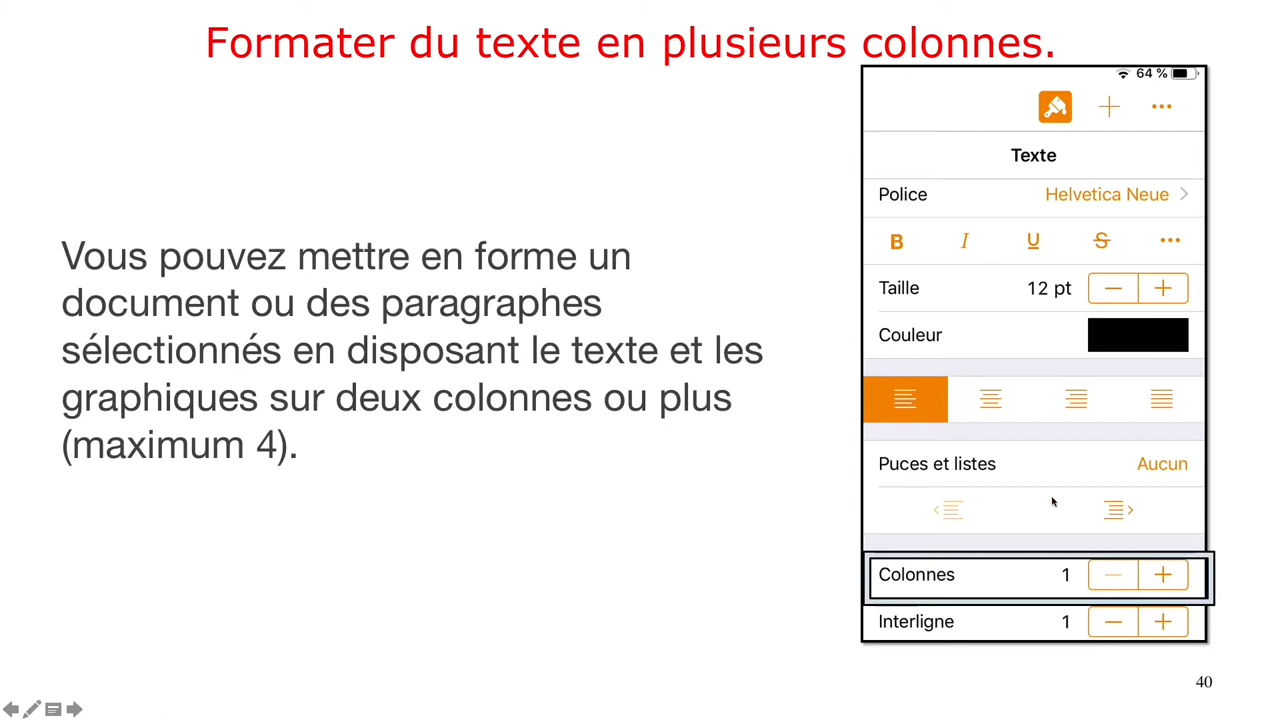 Formater du texte en plusieurs colonnes.
64 %
Texte
Police Helvetica Neue
B I U S
Taille 12 pt
Couleur
Vous pouvez mettre en forme un
document ou des paragraphes
sélectionnés en disposant le texte et les
graphiques sur deux colonnes ou plus
(maximum 4).
Puces et listes Aucun
Colonnes 1
Interligne 1
40